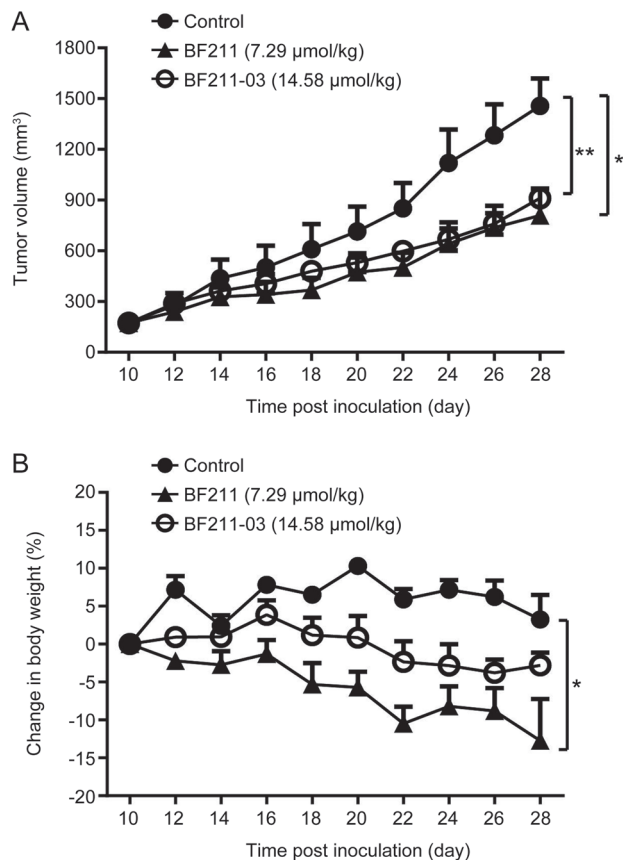 A
Control
BF211 (7.29 μmol/kg)
BF211-03 (14.58 μmol/kg)
1800
1500
1200
900
600
300
0
Tumor volume (mm³)
**
*
10 12 14 16 18 20 22 24 26 28
Time post inoculation (day)
B
Control
BF211 (7.29 μmol/kg)
BF211-03 (14.58 μmol/kg)
20
15
10
5
0
-5
-10
-15
-20
Change in body weight (%)
*
10 12 14 16 18 20 22 24 26 28
Time post inoculation (day)